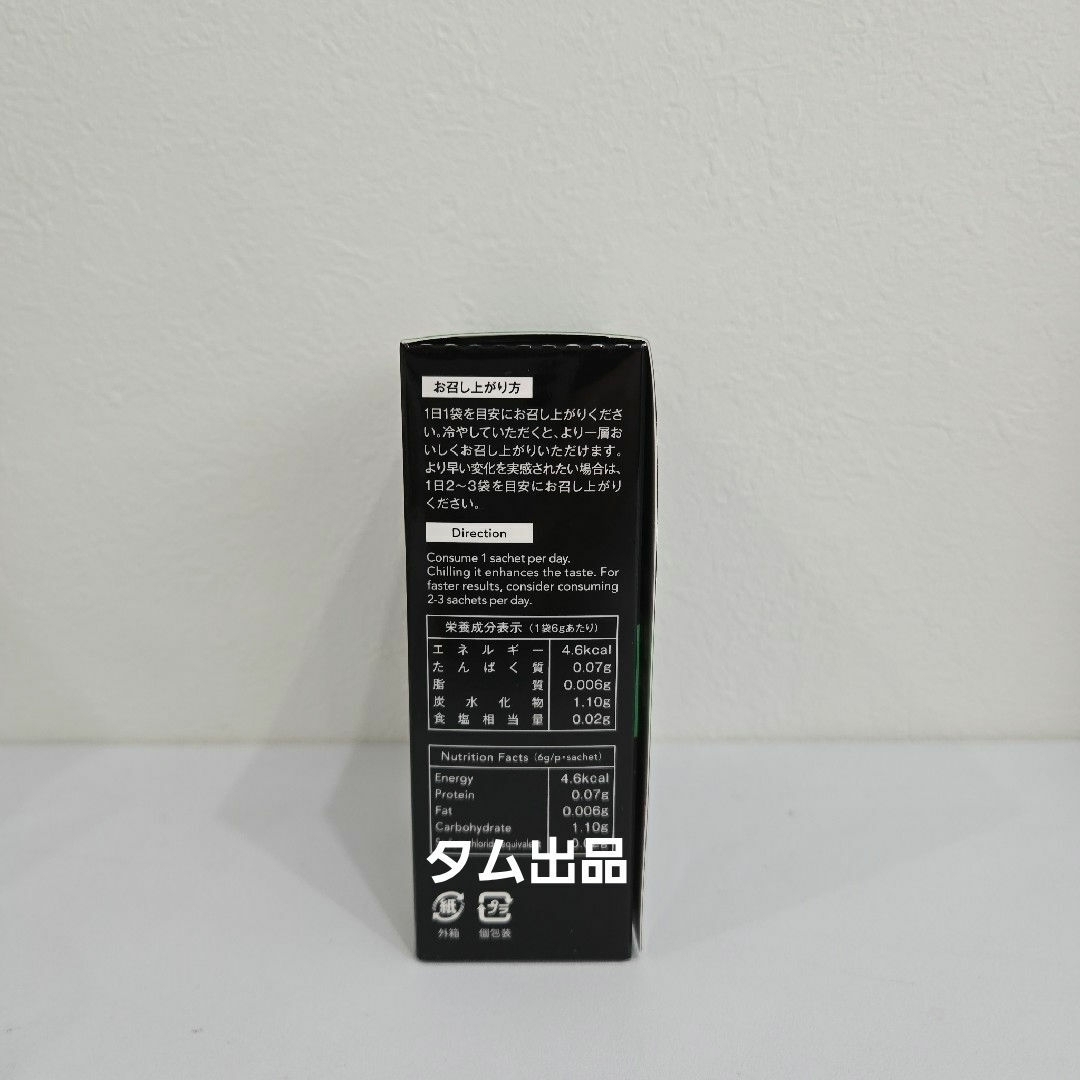 お召し上がり方
1日1袋を目安にお召し上がりくださ
い。冷やしていただくと、より一層お
いしくお召し上がりいただけます。
より早い変化を実感されたい場合は、
1日2〜3袋を目安にお召し上がり
ください。
Direction
Consume 1 sachet per day.
Chilling it enhances the taste. For
faster results, consider consuming
2-3 sachets per day.
栄養成分表示（1袋6gあたり）
エネルギー 4.6kcal
たんぱく質 0.07g
脂質 0.006g
炭水化物 1.10g
食塩相当量 0.02g
Nutrition Facts (6g/p・sachet)
Energy 4.6kcal
Protein 0.07g
Fat 0.006g
Carbohydrate 1.10g
equivalent 0.02g
タム出品
紙 プラ
外箱 個包装